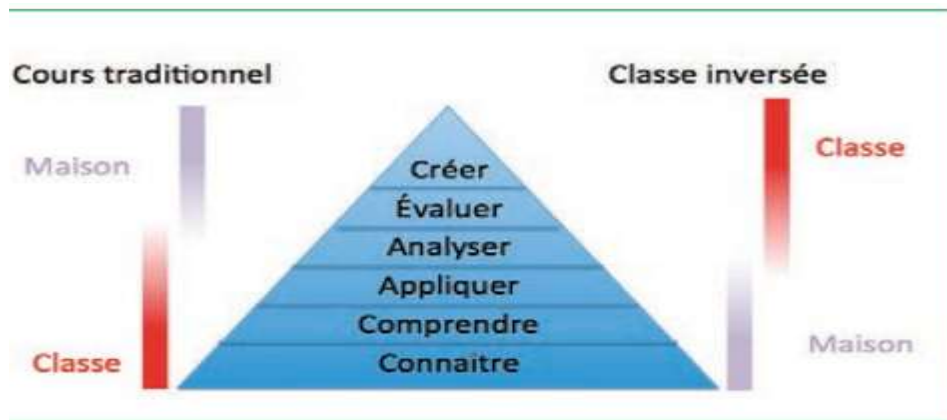 Cours traditionnel
Classe inversée
Maison
Classe
Créer
Évaluer
Analyser
Appliquer
Comprendre
Connaitre
Classe
Maison